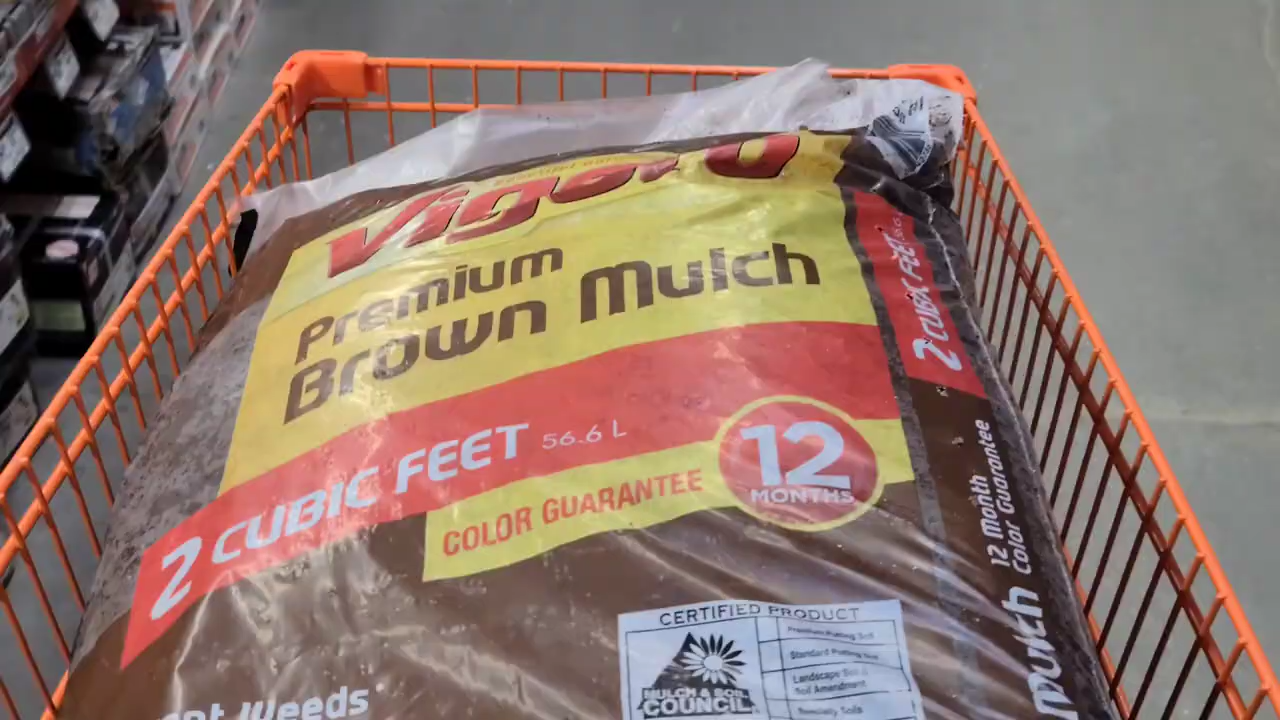 Vigoro
Premium
Brown Mulch
2 CUBIC FEET 56.6 L
COLOR GUARANTEE
12
MONTHS
2 CUBIC FEET
12 Month
Color Guarantee
mulch
CERTIFIED PRODUCT
MULCH & SOIL
COUNCIL
Premium Potting Soil
Standard Potting Soil
Landscape Soil &
Soil Amendment
Specialty Soils
Weeds